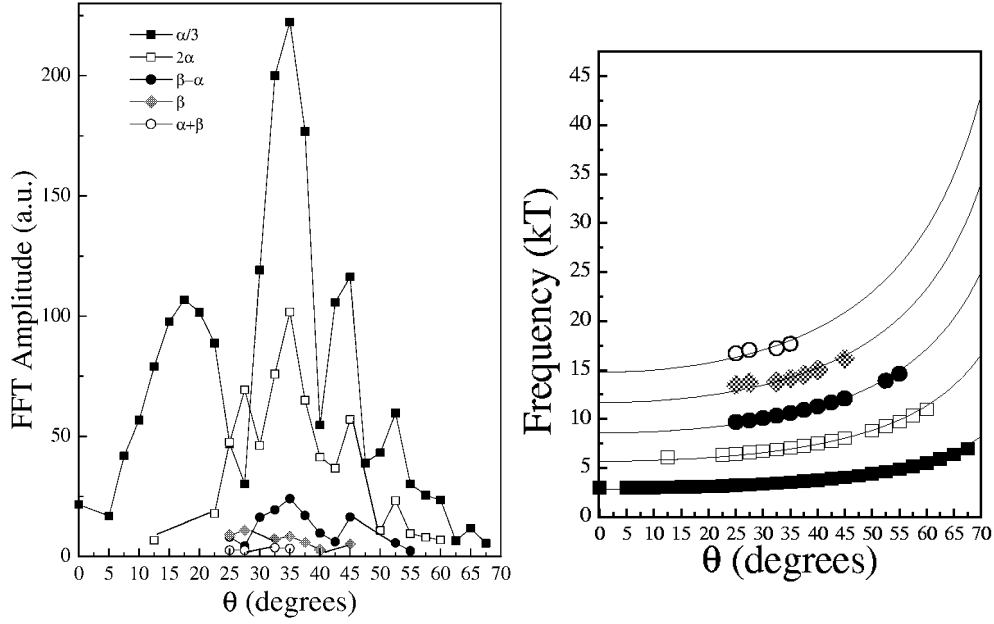 FFT Amplitude (a.u.)
200
150
100
50
0
α/3
2α
β−α
β
α+β
0 5 10 15 20 25 30 35 40 45 50 55 60 65 70
θ (degrees)
Frequency (kT)
45
40
35
30
25
20
15
10
5
0
0 5 10 15 20 25 30 35 40 45 50 55 60 65 70
θ (degrees)